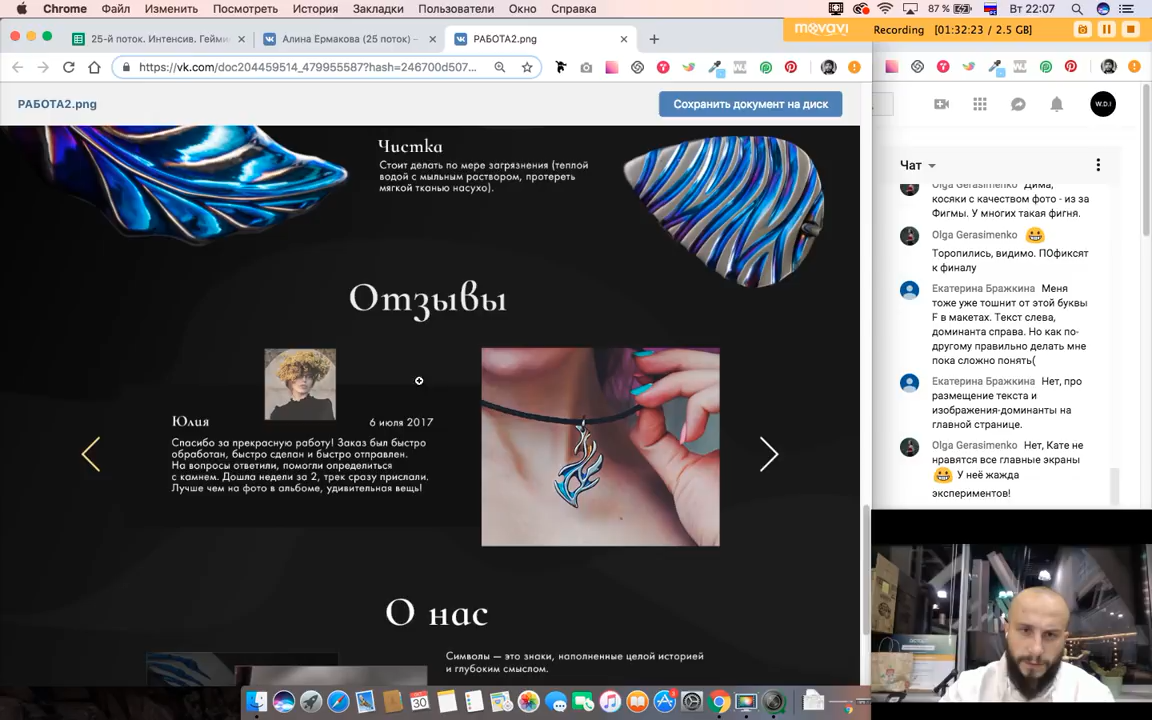 Chrome Файл Изменить Посмотреть История Закладки Пользователи Окно Справка
87 % Вт 22:07
movavi Recording [01:32:23 / 2.5 GB]
25-й поток. Интенсив. Гейми
Алина Ермакова (25 поток) –
РАБОТА2.png
https://vk.com/doc204459514_479955587?hash=246700d507...
РАБОТА2.png
Сохранить документ на диск
W.D.I
Чистка
Стоит делать по мере загрязнения (теплой
водой с мыльным раствором, протереть
мягкой тканью насухо).
Отзывы
Юлия
6 июля 2017
Спасибо за прекрасную работу! Заказ был быстро
обработан, быстро сделан и быстро отправлен.
На вопросы ответили, помогли определиться
с камнем. Дошла недели за 2, трек сразу прислали.
Лучше чем на фото в альбоме, удивительная вещь!
О нас
Символы — это знаки, наполненные целой историей
и глубоким смыслом.
Чат
Olga Gerasimenko Дима,
косяки с качеством фото - из за
Фигмы. У многих такая фигня.
Olga Gerasimenko
Торопились, видимо. ПОфиксят
к финалу
Екатерина Бражкина Меня
тоже уже тошнит от этой буквы
F в макетах. Текст слева,
доминанта справа. Но как по-
другому правильно делать мне
пока сложно понять(
Екатерина Бражкина Нет, про
размещение текста и
изображения-доминанты на
главной странице.
Olga Gerasimenko Нет, Кате не
нравятся все главные экраны
У неё жажда
экспериментов!
30